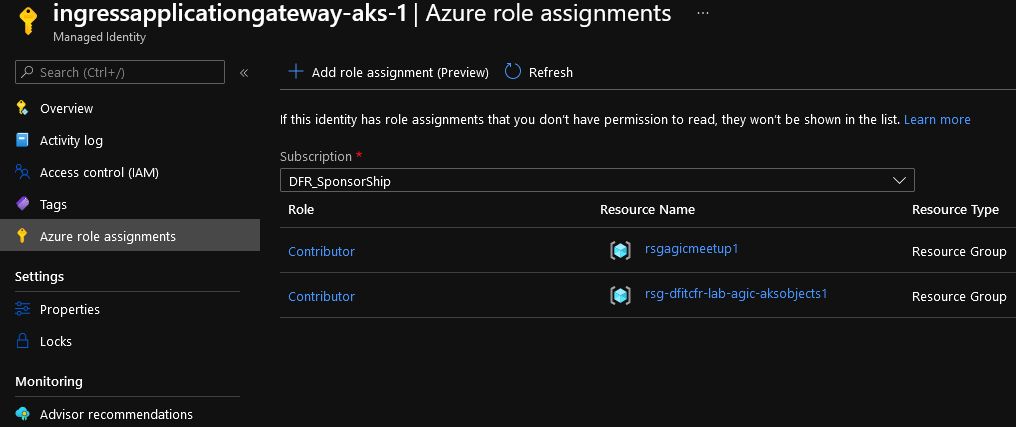 ingressapplicationgateway-aks-1 | Azure role assignments ...
Managed Identity
Search (Ctrl+/)
«
Add role assignment (Preview) Refresh
Overview
Activity log
Access control (IAM)
Tags
Azure role assignments
Settings
Properties
Locks
Monitoring
Advisor recommendations
If this identity has role assignments that you don't have permission to read, they won't be shown in the list. Learn more
Subscription *
DFR_SponsorShip
Role Resource Name Resource Type
Contributor rsgagicmeetup1 Resource Group
Contributor rsg-dfitcfr-lab-agic-aksobjects1 Resource Group